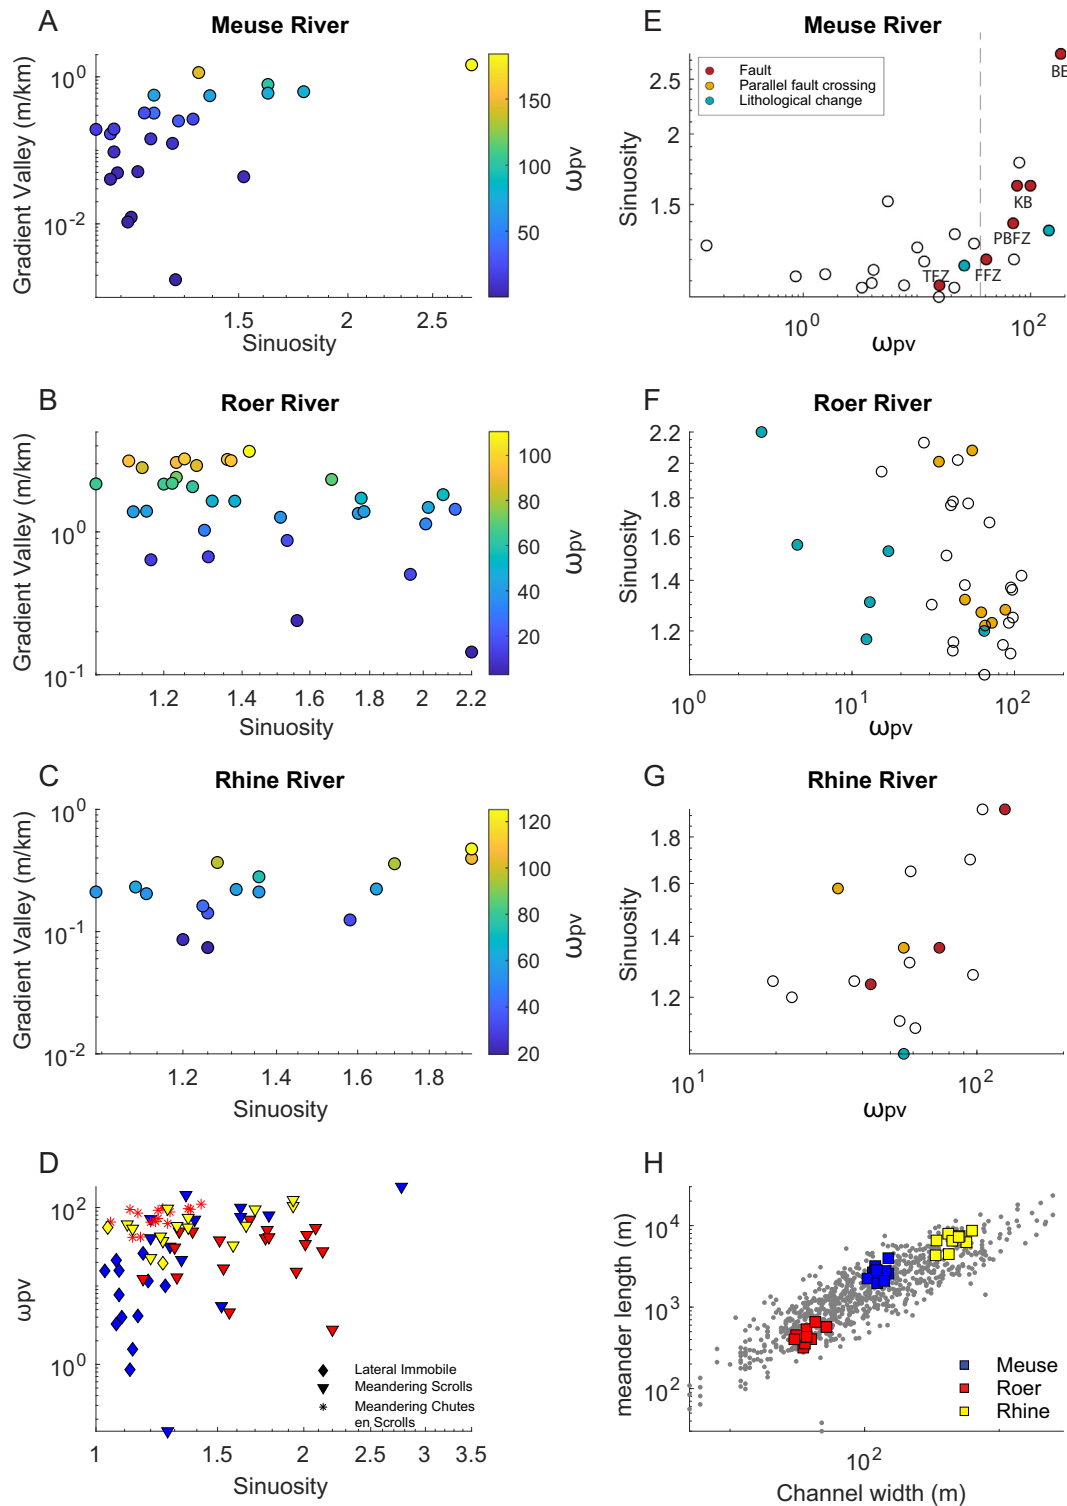 A
Meuse River
Gradient Valley (m/km)
10^0
10^-2
1.5
2
2.5
Sinuosity
150
100
50
ωpv
E
Meuse River
Fault
Parallel fault crossing
Lithological change
BB
KB
PBFZ
TFZ
FFZ
Sinuosity
2.5
2
1.5
10^0
10^2
ωpv
B
Roer River
Gradient Valley (m/km)
10^0
10^-1
1.2
1.4
1.6
1.8
2
2.2
Sinuosity
100
80
60
40
20
ωpv
F
Roer River
Sinuosity
2.2
2
1.8
1.6
1.4
1.2
10^0
10^1
10^2
ωpv
C
Rhine River
Gradient Valley (m/km)
10^0
10^-1
10^-2
1.2
1.4
1.6
1.8
Sinuosity
120
100
80
60
40
20
ωpv
G
Rhine River
Sinuosity
1.8
1.6
1.4
1.2
10^1
10^2
ωpv
D
ωpv
10^2
10^0
Lateral Immobile
Meandering Scrolls
Meandering Chutes
en Scrolls
1
1.5
2
2.5
3
3.5
Sinuosity
H
meander length (m)
10^4
10^3
10^2
Meuse
Roer
Rhine
10^2
Channel width (m)